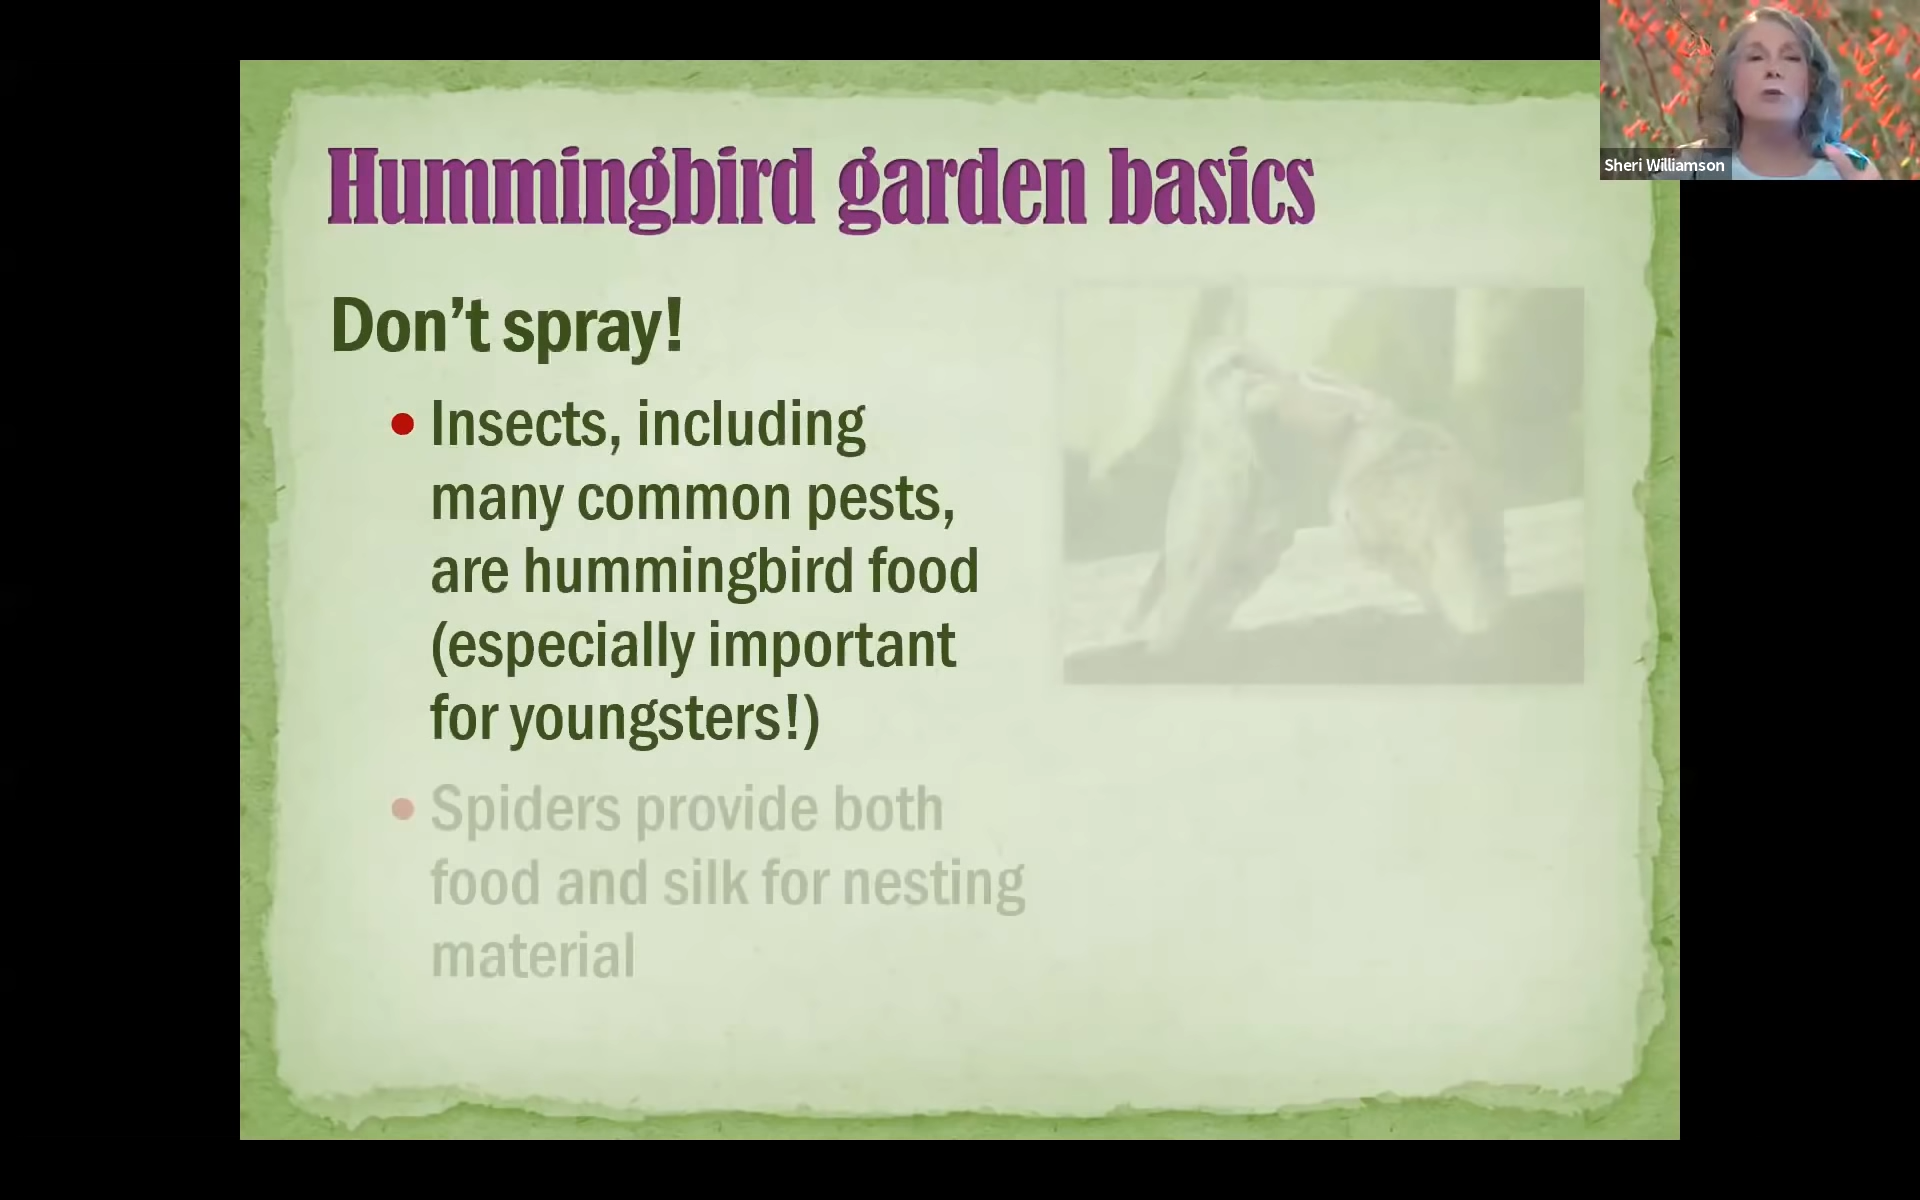 Hummingbird garden basics
Sheri Williamson
Don’t spray!
• Insects, including
many common pests,
are hummingbird food
(especially important
for youngsters!)
• Spiders provide both
food and silk for nesting
material